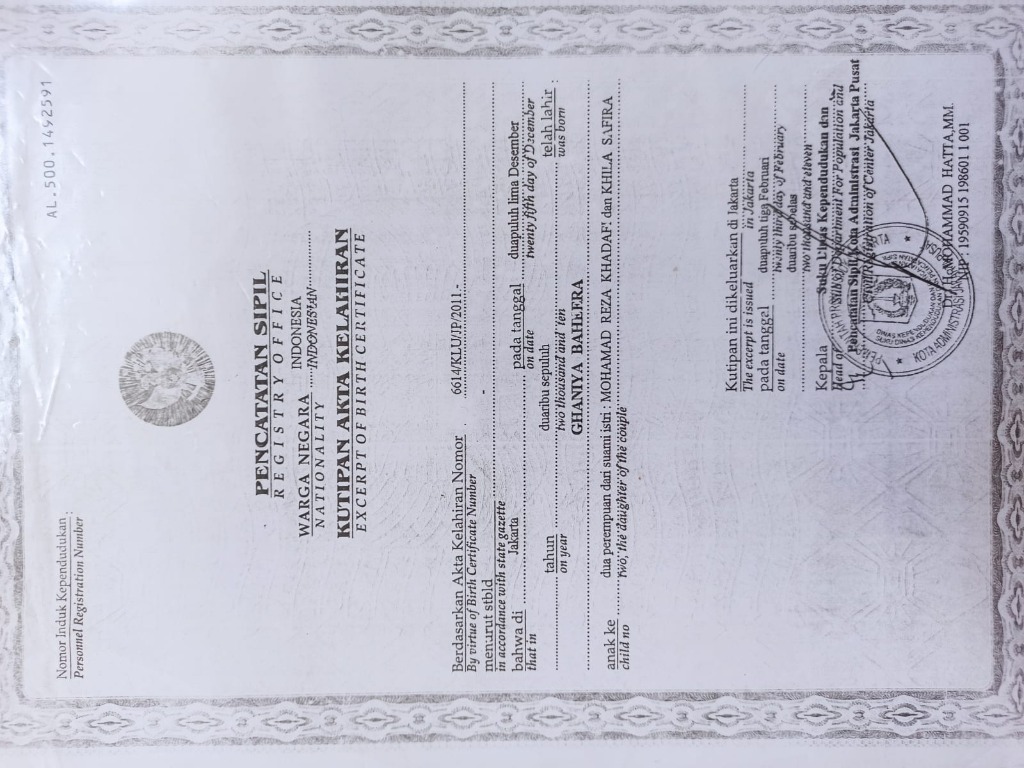 AL.500.1492591
Nomor Induk Kependudukan :
Personnel Registration Number
PENCATATAN SIPIL
REGISTRY OFFICE
WARGA NEGARA INDONESIA
NATIONALITY INDONESIAN
KUTIPAN AKTA KELAHIRAN
EXCERPT OF BIRTH CERTIFICATE
Berdasarkan Akta Kelahiran Nomor 6614/KLU/JP/2011.-
By virtue of Birth Certificate Number
menurut stbld -
in accordance with state gazette
bahwa di Jakarta pada tanggal duapuluh lima Desember
that in on date twenty fifth day of December
tahun duaribu sepuluh telah lahir :
on year two thousand and ten was born
GHANIYA BAHEERA
anak ke dua perempuan dari suami istri : MOHAMAD REZA KHADAFI dan KHILA SAFIRA
child no two, the daughter of the couple
Kutipan ini dikeluarkan di Jakarta
The excerpt is issued in Jakarta
pada tanggal duapuluh tiga Februari
on date twenty third day of February
duaribu sebelas
two thousand and eleven
Kepala Suku Dinas Kependudukan dan
Head of Sub of Department For Population and
Pencatatan Sipil Kota Administrasi Jakarta Pusat
Administration of Center Jakarta
MOHAMMAD HATTA,MM.
NIP : 19590915 198601 1 001